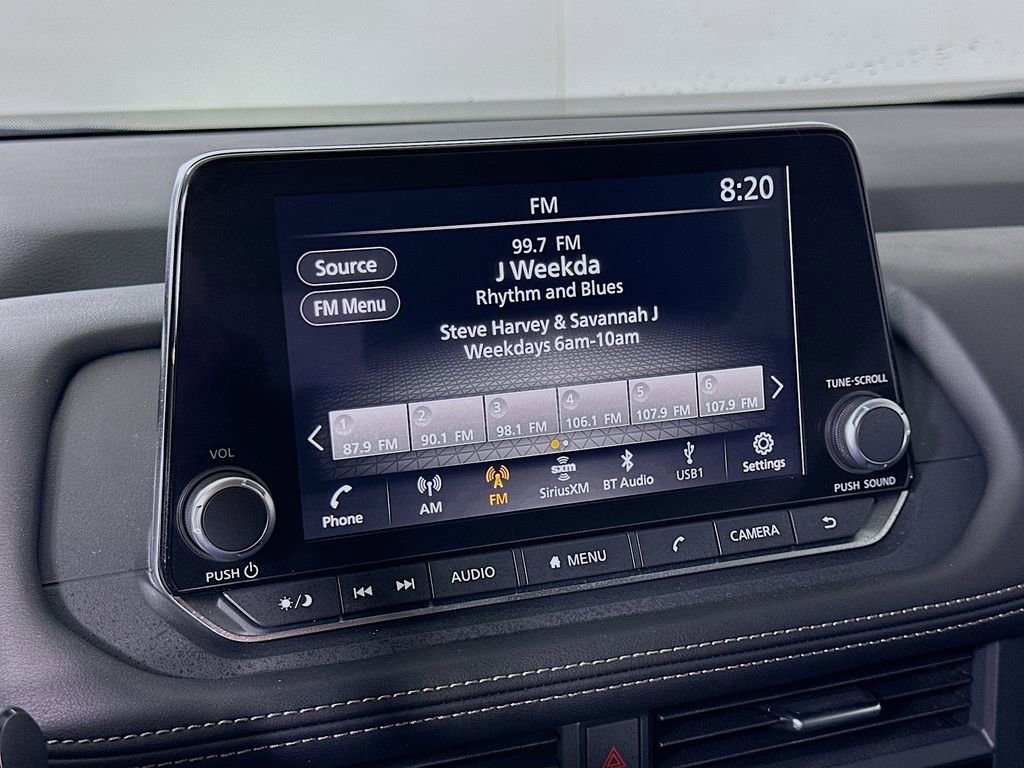 FM
8:20
Source
FM Menu
99.7 FM
J Weekda
Rhythm and Blues
Steve Harvey & Savannah J
Weekdays 6am-10am
1
87.9 FM
2
90.1 FM
3
98.1 FM
4
106.1 FM
5
107.9 FM
6
107.9 FM
Phone
AM
FM
sxm
SiriusXM
BT Audio
USB1
Settings
VOL
PUSH
TUNE·SCROLL
PUSH SOUND
AUDIO
MENU
CAMERA